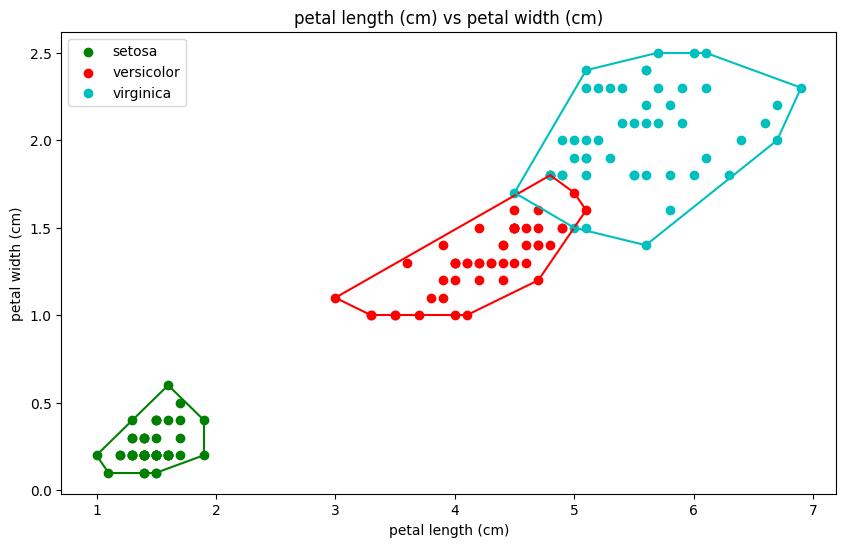 petal length (cm) vs petal width (cm)
setosa
versicolor
virginica
2.5
2.0
1.5
1.0
0.5
0.0
petal width (cm)
1 2 3 4 5 6 7
petal length (cm)